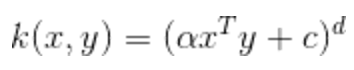 k(x, y) = (αx^T y + c)^d